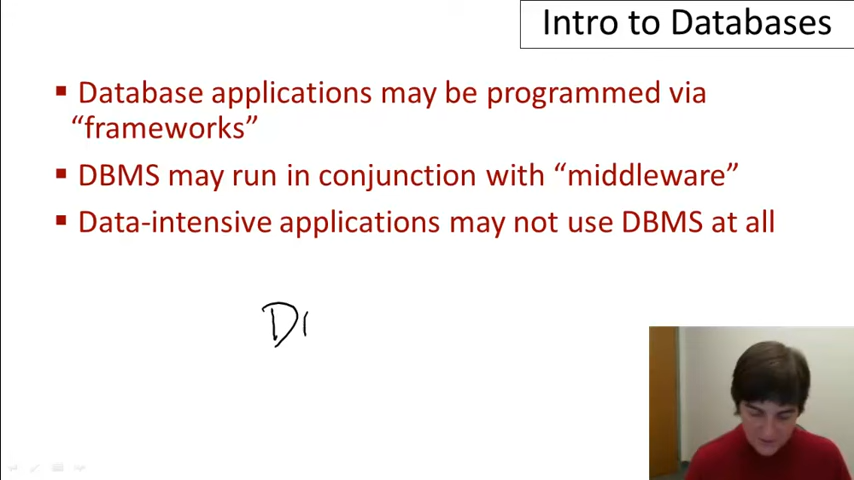 Intro to Databases
▪ Database applications may be programmed via
“frameworks”
▪ DBMS may run in conjunction with “middleware”
▪ Data-intensive applications may not use DBMS at all
D